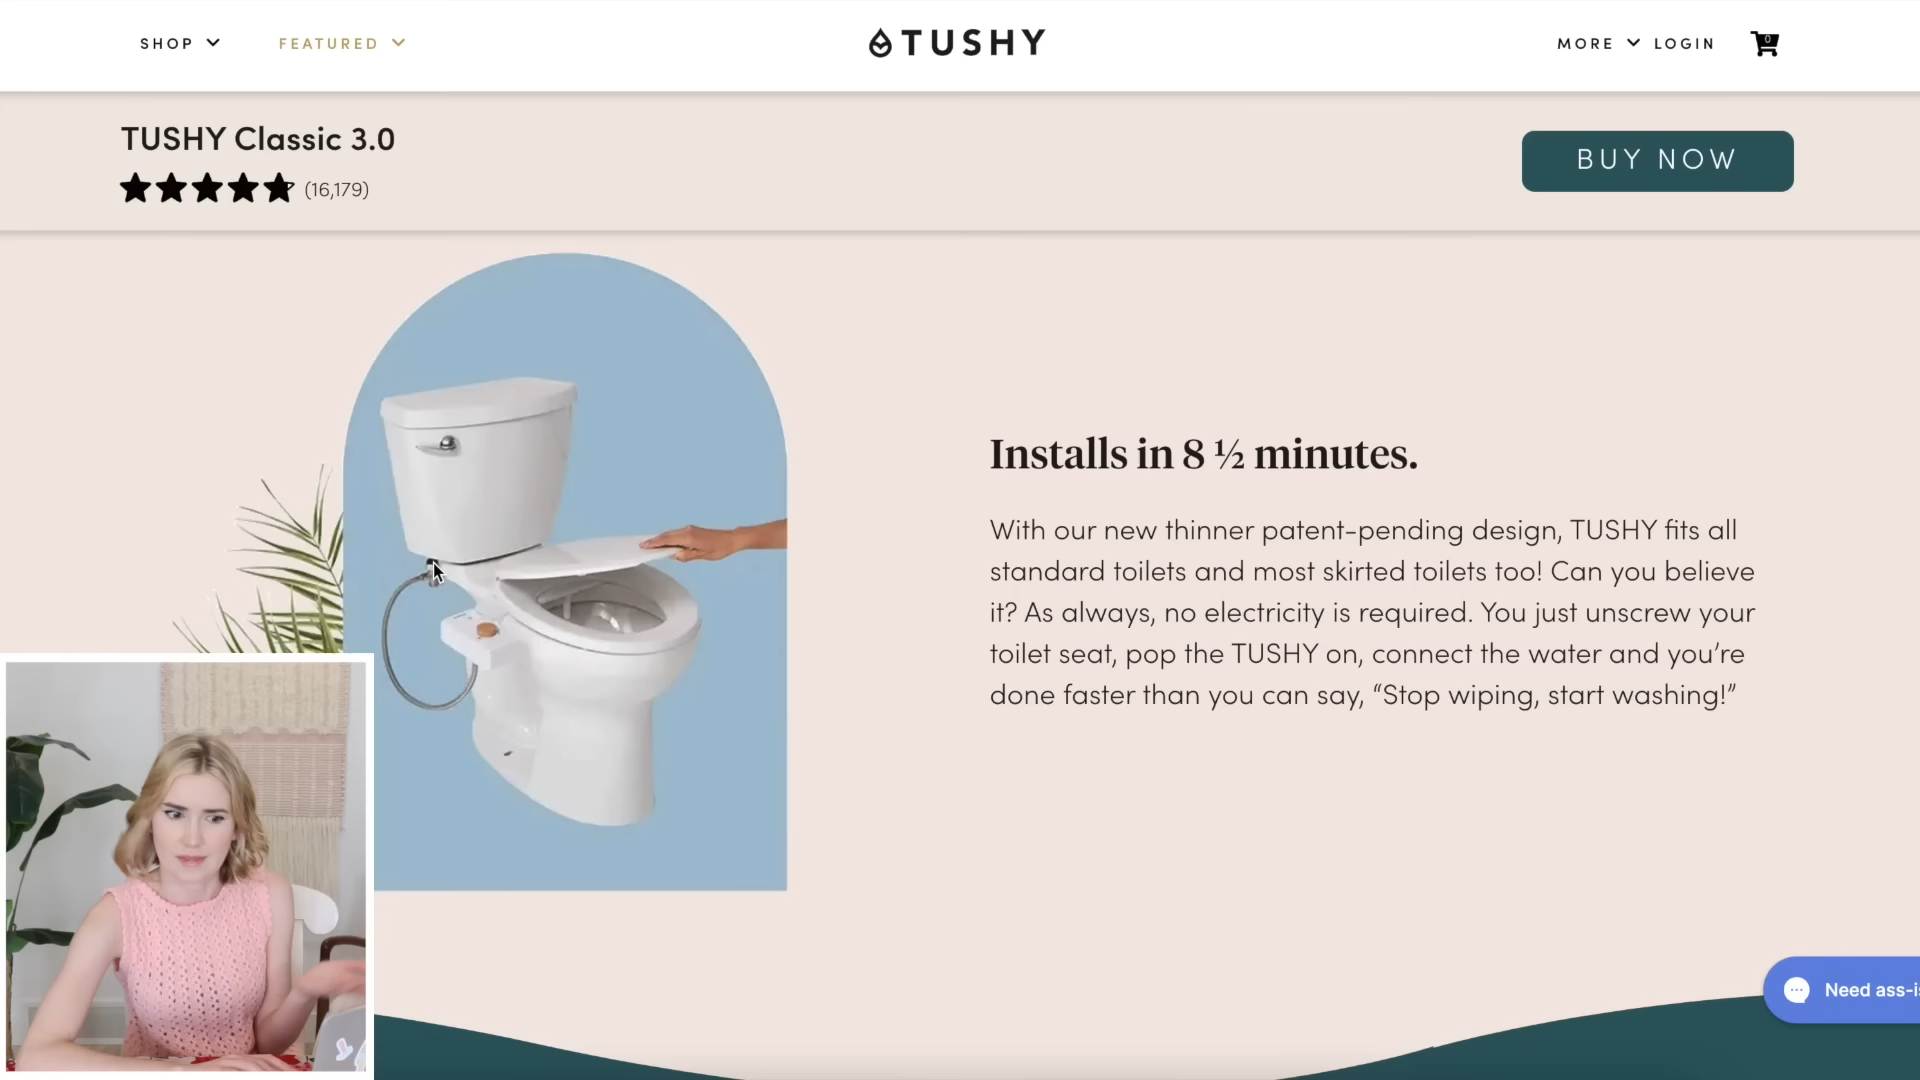 SHOP
FEATURED
TUSHY
MORE
LOGIN
0
TUSHY Classic 3.0
(16,179)
BUY NOW
Installs in 8 ½ minutes.
With our new thinner patent-pending design, TUSHY fits all
standard toilets and most skirted toilets too! Can you believe
it? As always, no electricity is required. You just unscrew your
toilet seat, pop the TUSHY on, connect the water and you’re
done faster than you can say, “Stop wiping, start washing!”
Need ass-is